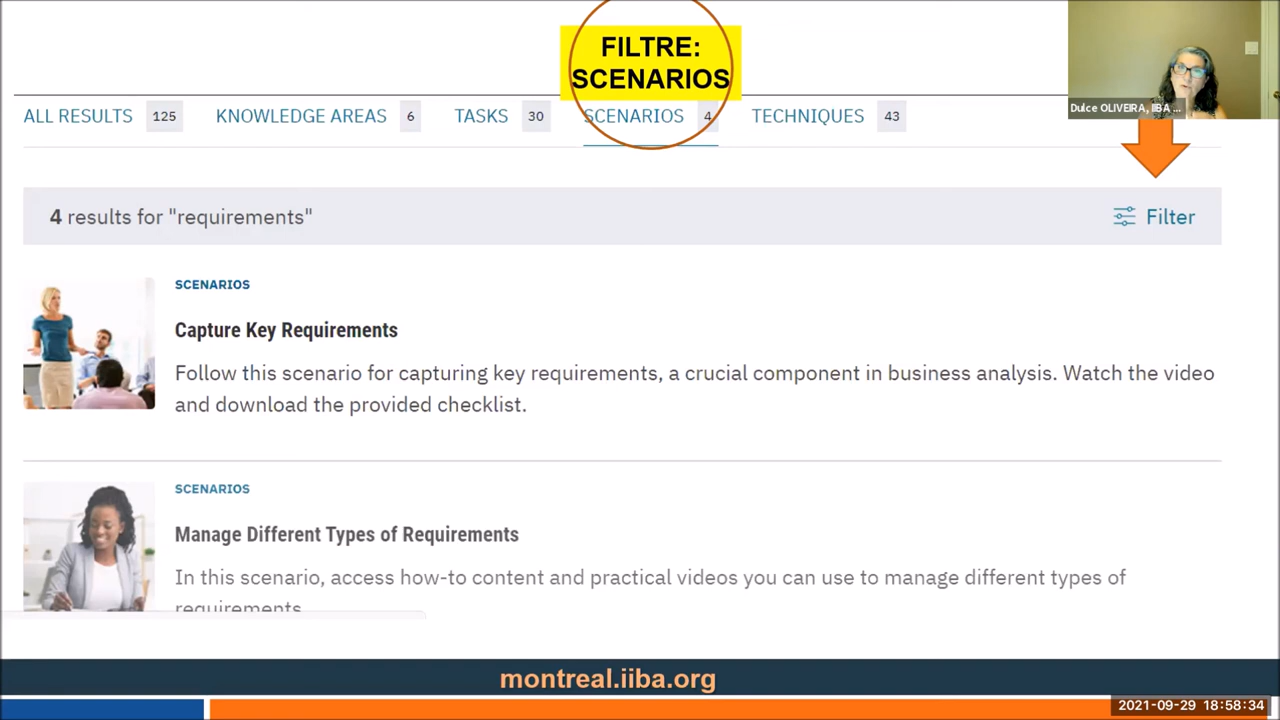 FILTRE:
SCENARIOS
Dulce OLIVEIRA, IIBA ...
ALL RESULTS 125 KNOWLEDGE AREAS 6 TASKS 30 SCENARIOS 4 TECHNIQUES 43
4 results for "requirements"
Filter
SCENARIOS
Capture Key Requirements
Follow this scenario for capturing key requirements, a crucial component in business analysis. Watch the video
and download the provided checklist.
SCENARIOS
Manage Different Types of Requirements
In this scenario, access how-to content and practical videos you can use to manage different types of
requirements.
montreal.iiba.org
2021-09-29 18:58:34